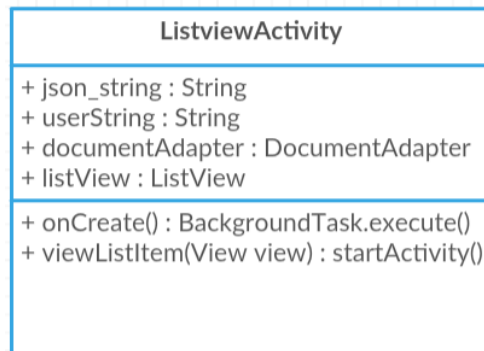 ListviewActivity
+ json_string : String
+ userString : String
+ documentAdapter : DocumentAdapter
+ listView : ListView
+ onCreate() : BackgroundTask.execute()
+ viewListItem(View view) : startActivity()